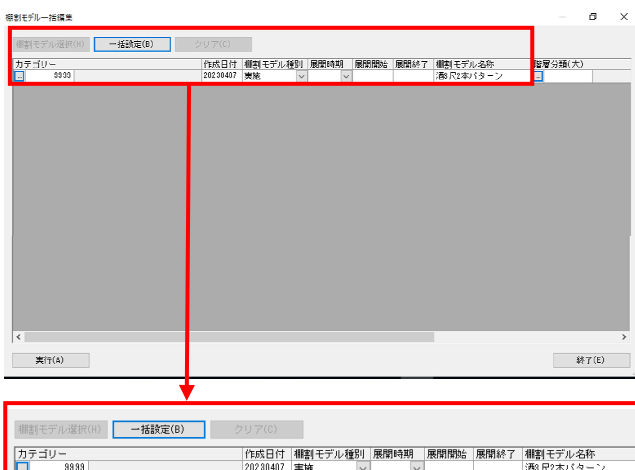 棚割モデル一括編集
棚割モデル選択(M) 一括設定(B) クリア(C)
カテゴリー 作成日付 棚割モデル種別 展開時期 展開開始 展開終了 棚割モデル名称 階層分類(大)
... 9999 20230407 実施 酒8尺2本パターン ...
実行(A) 終了(E)
棚割モデル選択(M) 一括設定(B) クリア(C)
カテゴリー 作成日付 棚割モデル種別 展開時期 展開開始 展開終了 棚割モデル名称
9999 20230407 実施 酒8尺2本パターン